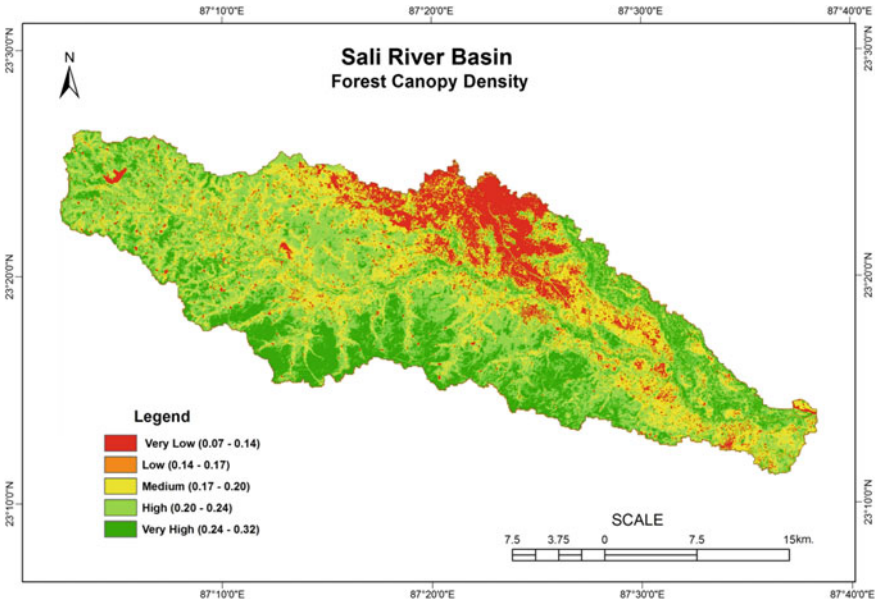 87°10'0"E 87°20'0"E 87°30'0"E 87°40'0"E
Sali River Basin
Forest Canopy Density
N
23°30'0"N 23°30'0"N
23°20'0"N 23°20'0"N
23°10'0"N 23°10'0"N
Legend
Very Low (0.07 - 0.14)
Low (0.14 - 0.17)
Medium (0.17 - 0.20)
High (0.20 - 0.24)
Very High (0.24 - 0.32)
SCALE
7.5 3.75 0 7.5 15km.
87°10'0"E 87°20'0"E 87°30'0"E 87°40'0"E